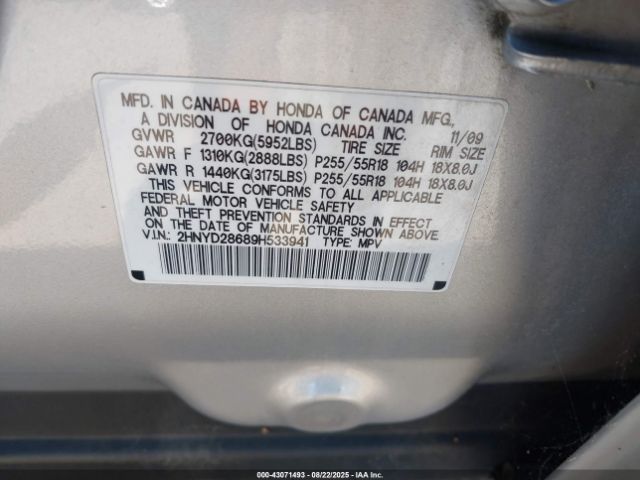 MFD. IN CANADA BY HONDA OF CANADA MFG.,
A DIVISION OF HONDA CANADA INC. 11/09
GVWR 2700KG(5952LBS) TIRE SIZE RIM SIZE
GAWR F 1310KG(2888LBS) P255/55R18 104H 18X8.0J
GAWR R 1440KG(3175LBS) P255/55R18 104H 18X8.0J
THIS VEHICLE CONFORMS TO ALL APPLICABLE
FEDERAL MOTOR VEHICLE SAFETY
AND THEFT PREVENTION STANDARDS IN EFFECT
ON THE DATE OF MANUFACTURE SHOWN ABOVE.
V.I.N.: 2HNYD28689H533941 TYPE: MPV
00-43071493 - 08/22/2025 - IAA Inc.